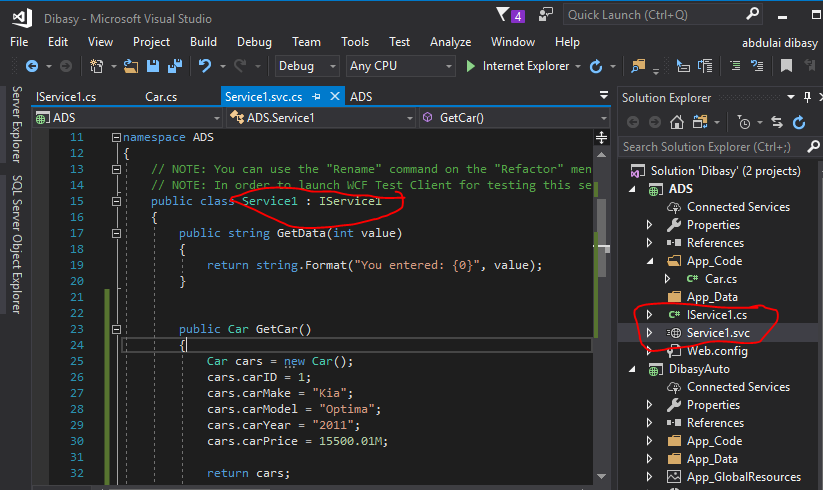 Dibasy - Microsoft Visual Studio
4
Quick Launch (Ctrl+Q)
File Edit View Project Build Debug Team Tools Test Analyze Window Help
abdulai dibasy
Debug Any CPU Internet Explorer
Server Explorer
SQL Server Object Explorer
IService1.cs Car.cs Service1.svc.cs ADS
ADS ADS.Service1 GetCar()
11 namespace ADS
12 {
13 // NOTE: You can use the "Rename" command on the "Refactor" men
14 // NOTE: In order to launch WCF Test Client for testing this se
15 public class Service1 : IService1
16 {
17 public string GetData(int value)
18 {
19 return string.Format("You entered: {0}", value);
20 }
21
22
23 public Car GetCar()
24 {
25 Car cars = new Car();
26 cars.carID = 1;
27 cars.carMake = "Kia";
28 cars.carModel = "Optima";
29 cars.carYear = "2011";
30 cars.carPrice = 15500.01M;
31
32 return cars;
Solution Explorer
Search Solution Explorer (Ctrl+;)
Solution 'Dibasy' (2 projects)
ADS
Connected Services
Properties
References
App_Code
Car.cs
App_Data
IService1.cs
Service1.svc
Web.config
DibasyAuto
Connected Services
Properties
References
App_Code
App_Data
App_GlobalResources